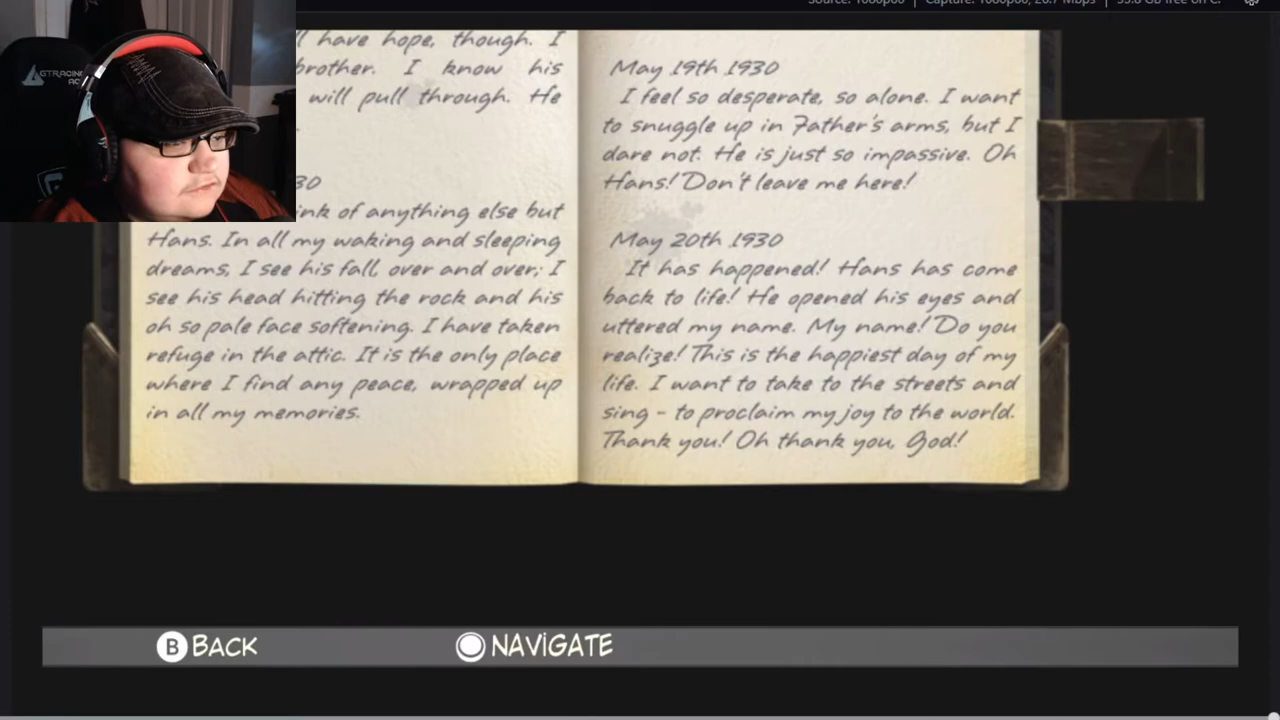 GTRACING
l have hope, though. I
brother. I know his
will pull through. He
30
ink of anything else but
Hans. In all my waking and sleeping
dreams, I see his fall, over and over; I
see his head hitting the rock and his
oh so pale face softening. I have taken
refuge in the attic. It is the only place
where I find any peace, wrapped up
in all my memories.
May 19th 1930
I feel so desperate, so alone. I want
to snuggle up in Father's arms, but I
dare not. He is just so impassive. Oh
Hans! Don't leave me here!
May 20th 1930
It has happened! Hans has come
back to life! He opened his eyes and
uttered my name. My name! Do you
realize! This is the happiest day of my
life. I want to take to the streets and
sing - to proclaim my joy to the world.
Thank you! Oh thank you, God!
B BACK
NAVIGATE